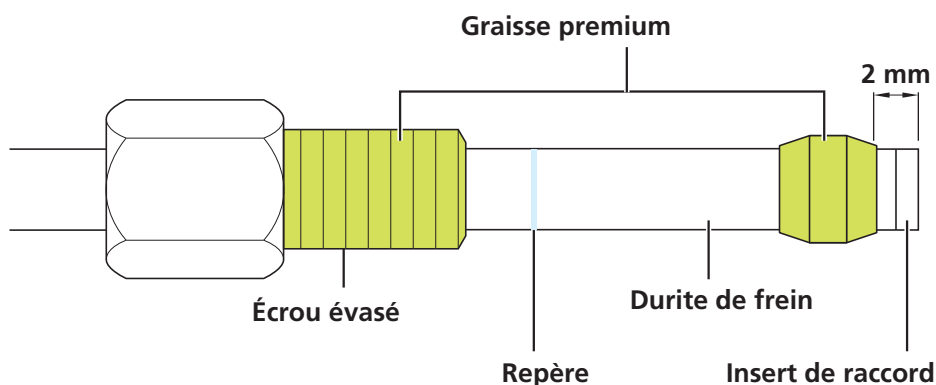 Graisse premium
2 mm
Écrou évasé
Durite de frein
Repère
Insert de raccord